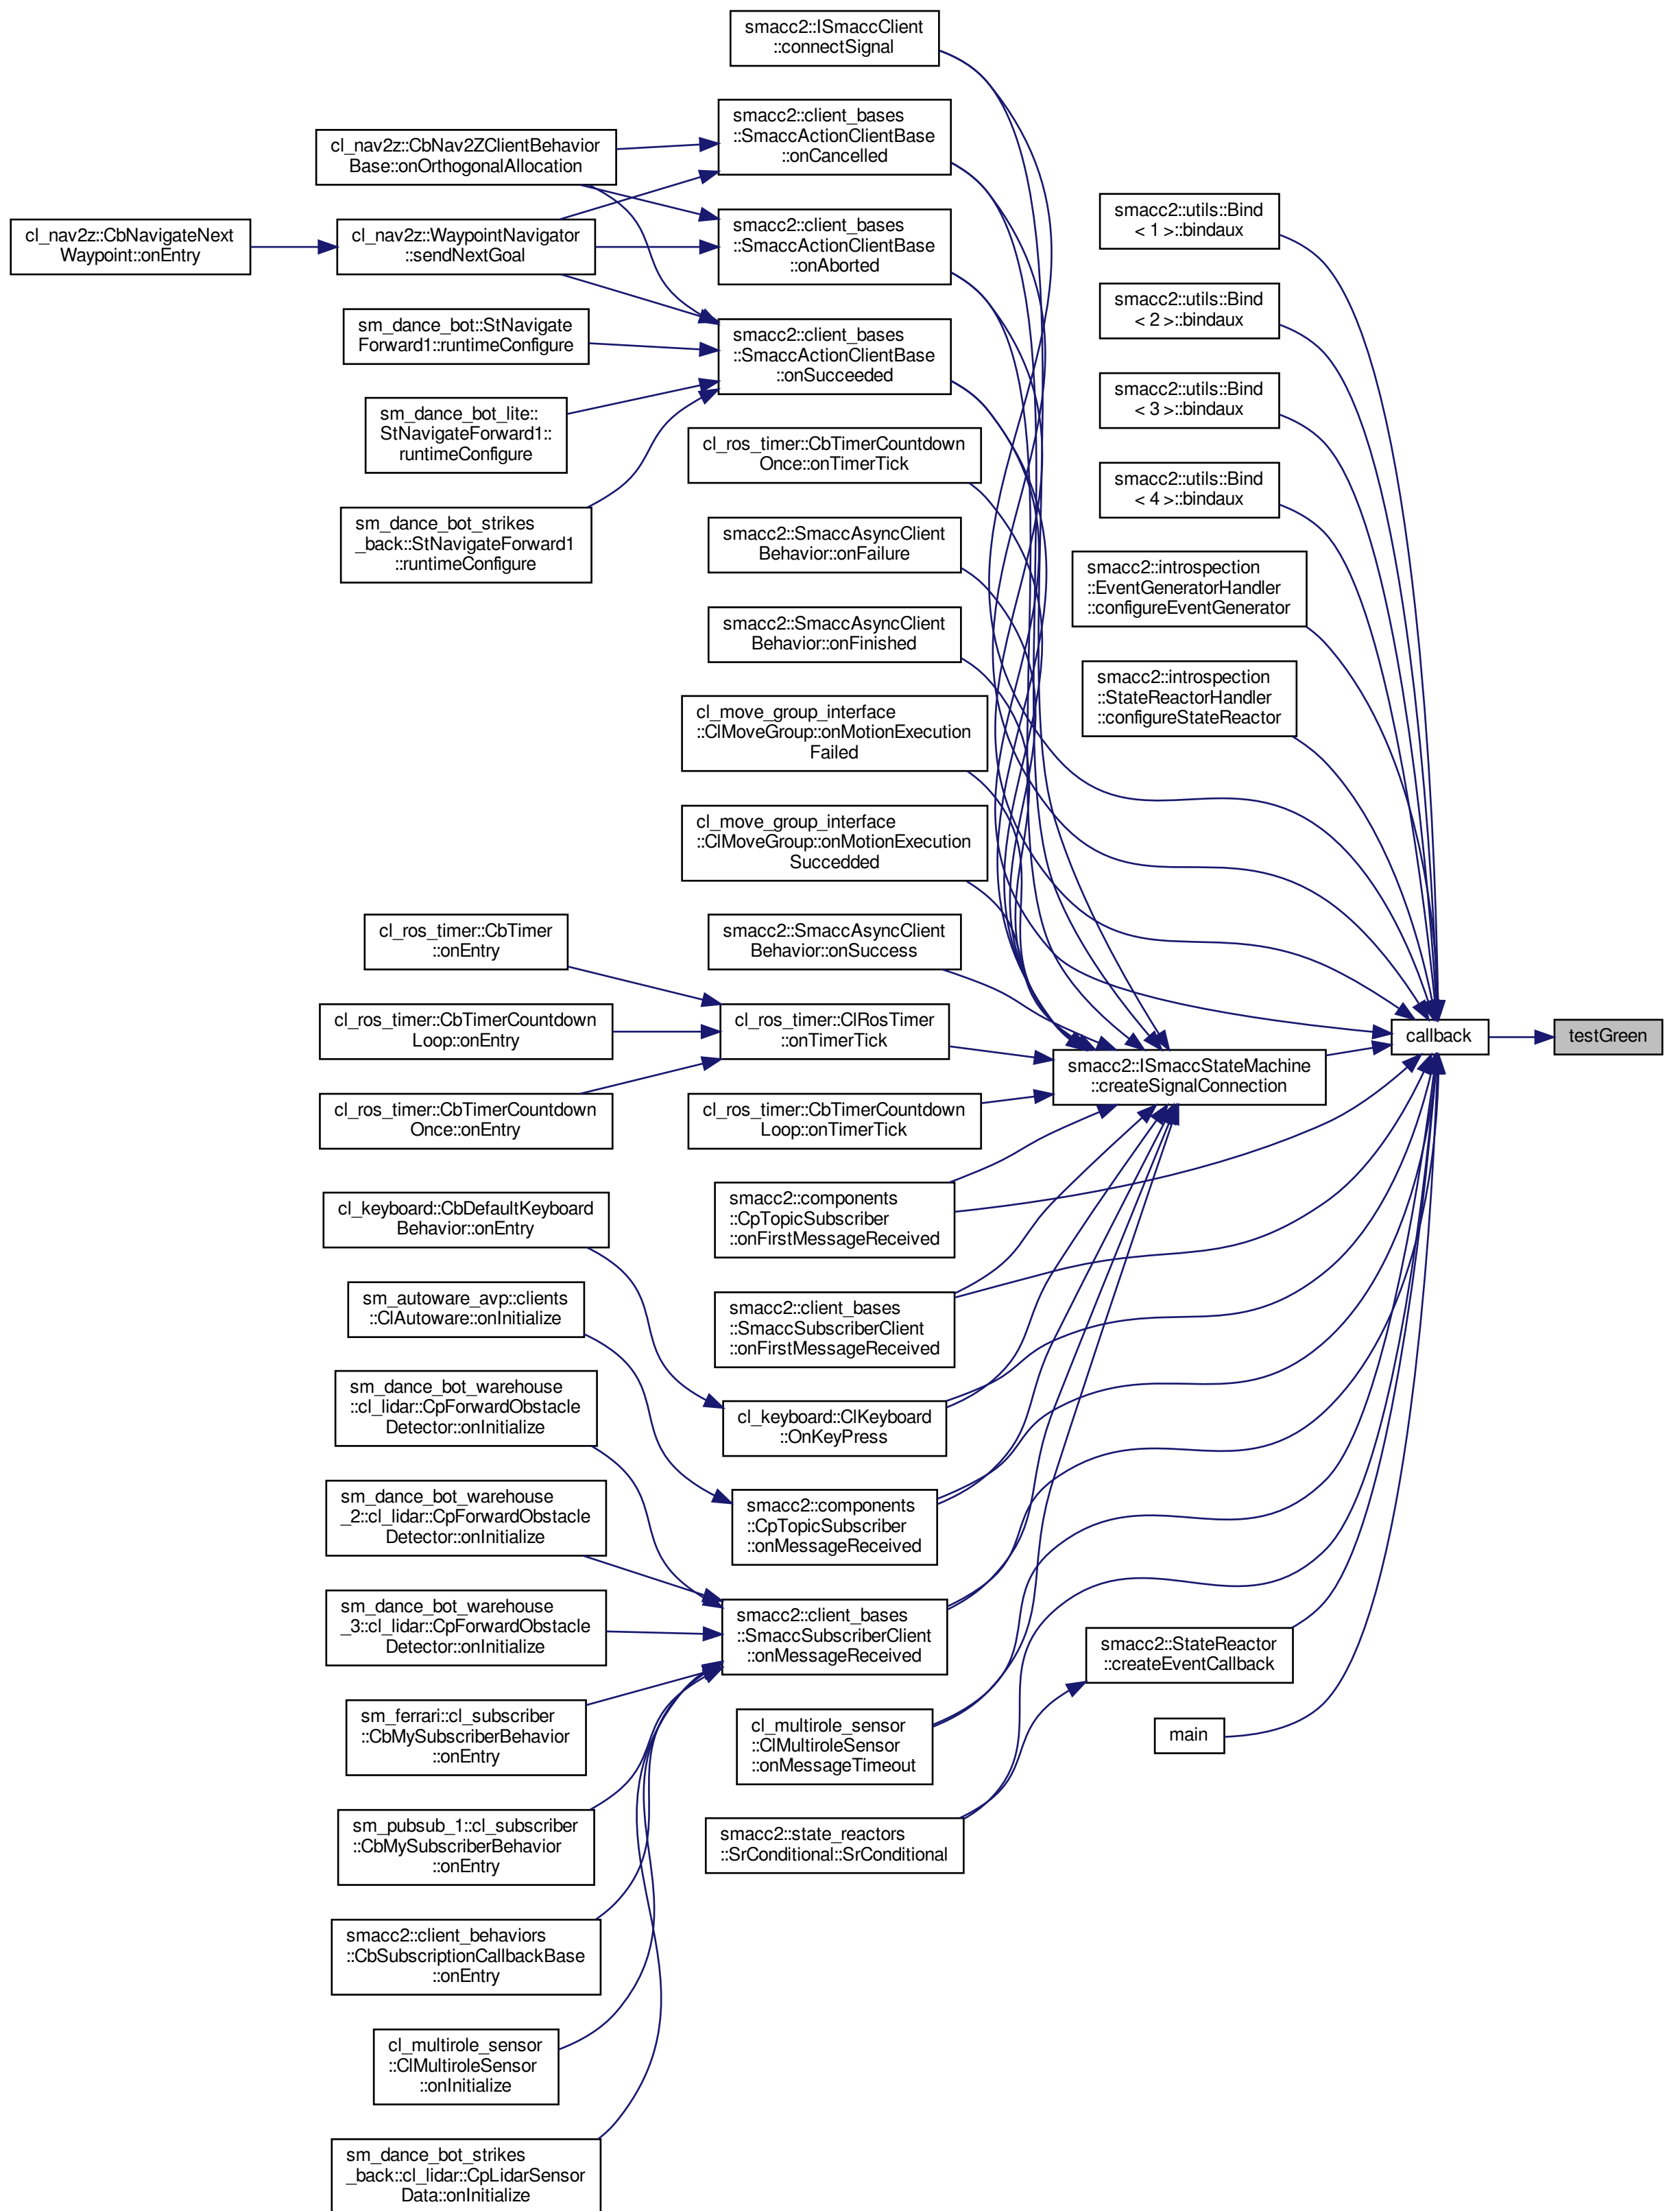 smacc2::ISmaccClient
::connectSignal
smacc2::client_bases
::SmaccActionClientBase
::onCancelled
cl_nav2z::CbNav2ZClientBehavior
Base::onOrthogonalAllocation
smacc2::utils::Bind
< 1 >::bindaux
cl_nav2z::CbNavigateNext
Waypoint::onEntry
cl_nav2z::WaypointNavigator
::sendNextGoal
smacc2::client_bases
::SmaccActionClientBase
::onAborted
smacc2::utils::Bind
< 2 >::bindaux
sm_dance_bot::StNavigate
Forward1::runtimeConfigure
smacc2::client_bases
::SmaccActionClientBase
::onSucceeded
smacc2::utils::Bind
< 3 >::bindaux
sm_dance_bot_lite::
StNavigateForward1::
runtimeConfigure
cl_ros_timer::CbTimerCountdown
Once::onTimerTick
smacc2::utils::Bind
< 4 >::bindaux
sm_dance_bot_strikes
_back::StNavigateForward1
::runtimeConfigure
smacc2::SmaccAsyncClient
Behavior::onFailure
smacc2::introspection
::EventGeneratorHandler
::configureEventGenerator
smacc2::SmaccAsyncClient
Behavior::onFinished
smacc2::introspection
::StateReactorHandler
::configureStateReactor
cl_move_group_interface
::ClMoveGroup::onMotionExecution
Failed
cl_move_group_interface
::ClMoveGroup::onMotionExecution
Succedded
cl_ros_timer::CbTimer
::onEntry
smacc2::SmaccAsyncClient
Behavior::onSuccess
cl_ros_timer::CbTimerCountdown
Loop::onEntry
cl_ros_timer::ClRosTimer
::onTimerTick
callback
testGreen
smacc2::ISmaccStateMachine
::createSignalConnection
cl_ros_timer::CbTimerCountdown
Once::onEntry
cl_ros_timer::CbTimerCountdown
Loop::onTimerTick
cl_keyboard::CbDefaultKeyboard
Behavior::onEntry
smacc2::components
::CpTopicSubscriber
::onFirstMessageReceived
sm_autoware_avp::clients
::ClAutoware::onInitialize
smacc2::client_bases
::SmaccSubscriberClient
::onFirstMessageReceived
sm_dance_bot_warehouse
::cl_lidar::CpForwardObstacle
Detector::onInitialize
cl_keyboard::ClKeyboard
::OnKeyPress
sm_dance_bot_warehouse
_2::cl_lidar::CpForwardObstacle
Detector::onInitialize
smacc2::components
::CpTopicSubscriber
::onMessageReceived
sm_dance_bot_warehouse
_3::cl_lidar::CpForwardObstacle
Detector::onInitialize
smacc2::client_bases
::SmaccSubscriberClient
::onMessageReceived
smacc2::StateReactor
::createEventCallback
sm_ferrari::cl_subscriber
::CbMySubscriberBehavior
::onEntry
cl_multirole_sensor
::ClMultiroleSensor
::onMessageTimeout
main
sm_pubsub_1::cl_subscriber
::CbMySubscriberBehavior
::onEntry
smacc2::state_reactors
::SrConditional::SrConditional
smacc2::client_behaviors
::CbSubscriptionCallbackBase
::onEntry
cl_multirole_sensor
::ClMultiroleSensor
::onInitialize
sm_dance_bot_strikes
_back::cl_lidar::CpLidarSensor
Data::onInitialize